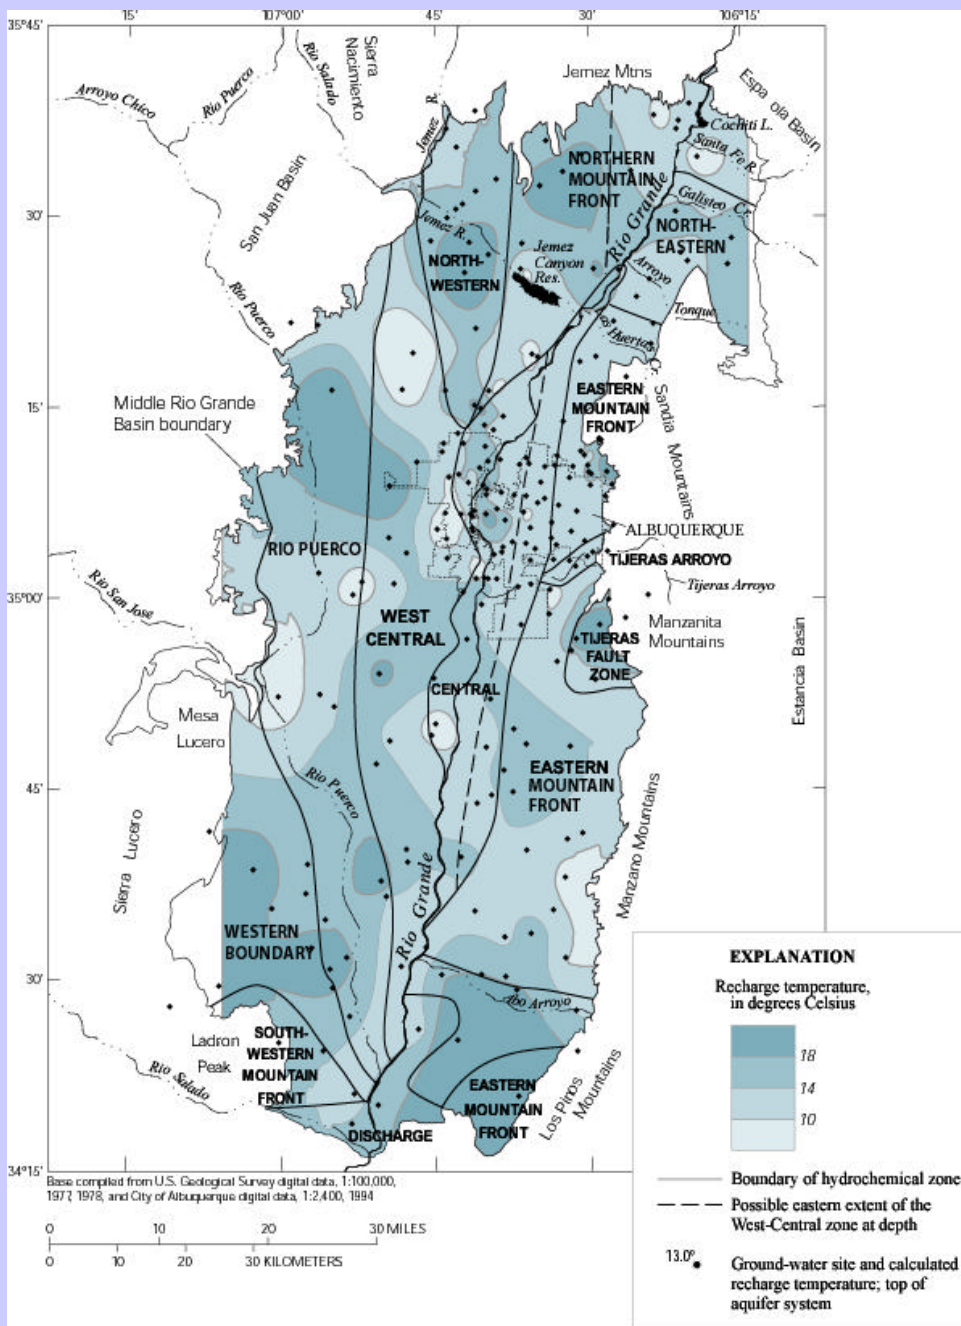 15'
107°00'
45'
30'
106°15'
35°45'
Sierra
Nacimiento
Rio Salado
Rio Puerco
Arroyo Chico
Jemez R.
Jemez Mtns
Espa ola Basin
Cochiti L.
Santa Fe R.
San Juan Basin
NORTHERN
MOUNTAIN
FRONT
Rio Grande
Galisteo Cr.
30'
Jemez R.
NORTH-
EASTERN
NORTH-
WESTERN
Jemez
Canyon
Res.
Arroyo
Tonque
Las Huertas Cr.
Rio Puerco
15'
Middle Rio Grande
Basin boundary
EASTERN
MOUNTAIN
FRONT
Sandia Mountains
ALBUQUERQUE
RIO PUERCO
TIJERAS ARROYO
Tijeras Arroyo
Rio San Jose
35°00'
WEST
CENTRAL
Manzanita
Mountains
TIJERAS
FAULT
ZONE
Estancia Basin
CENTRAL
Mesa
Lucero
45'
Rio Puerco
EASTERN
MOUNTAIN
FRONT
Sierra Lucero
Manzano Mountains
Rio Grande
WESTERN
BOUNDARY
30'
Abo Arroyo
Ladron
Peak
SOUTH-
WESTERN
MOUNTAIN
FRONT
Rio Salado
EASTERN
MOUNTAIN
FRONT
Los Pinos
Mountains
DISCHARGE
34°15'
Base compiled from U.S. Geological Survey digital data, 1:100,000,
1977, 1978, and City of Albuquerque digital data, 1:2,400, 1994
0 10 20 30 MILES
0 10 20 30 KILOMETERS
EXPLANATION
Recharge temperature,
in degrees Celsius
18
14
10
Boundary of hydrochemical zone
Possible eastern extent of the
West-Central zone at depth
13.0°
Ground-water site and calculated
recharge temperature; top of
aquifer system